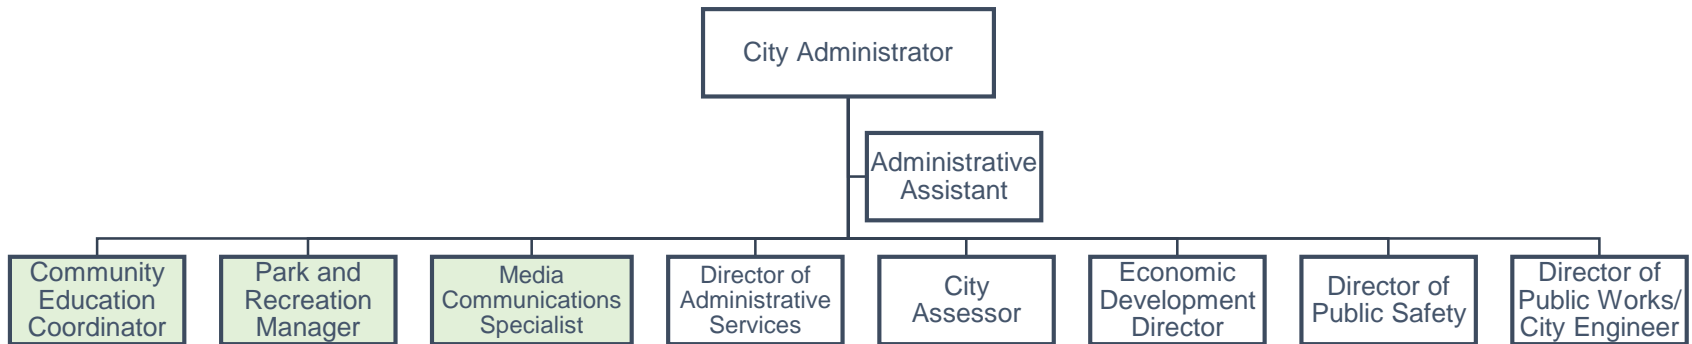 City Administrator
Administrative
Assistant
Community
Education
Coordinator
Park and
Recreation
Manager
Media
Communications
Specialist
Director of
Administrative
Services
City
Assessor
Economic
Development
Director
Director of
Public Safety
Director of
Public Works/
City Engineer